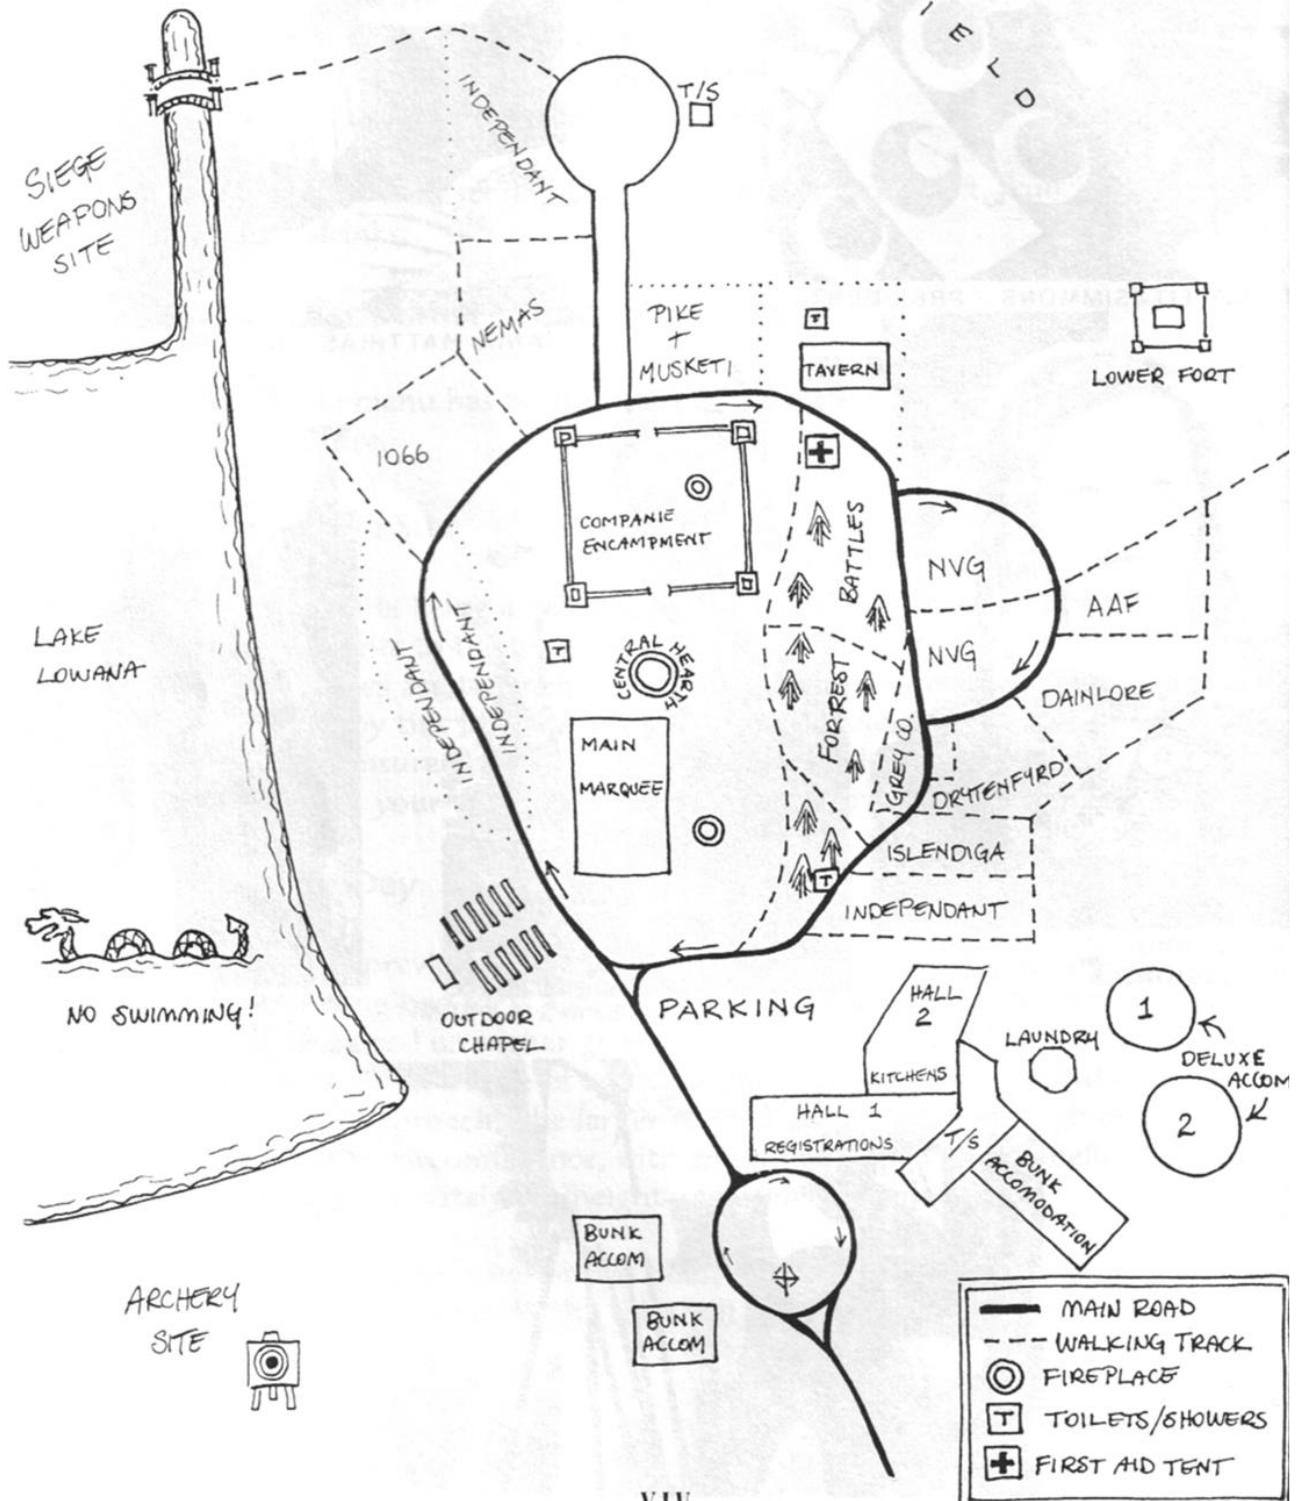 IELD
T/S
INDEPENDANT
SIEGE
WEAPONS
SITE
NEMAS
PIKE
+
MUSKETI
T
TAVERN
LOWER FORT
1066
COMPANIE
ENCAMPMENT
BATTLES
NVG
AAF
NVG
DAINLORE
LAKE
LOWANA
INDEPENDANT
INDEPENDANT
T
CENTRAL HEARTH
FORREST
GREY CO.
DRYTENFYRD
MAIN
MARQUEE
ISLENDIGA
T
INDEPENDANT
NO SWIMMING!
OUTDOOR
CHAPEL
PARKING
HALL
2
KITCHENS
LAUNDRY
1
DELUXE
ACCOM
2
HALL 1
REGISTRATIONS
T/S
BUNK
ACCOMODATION
BUNK
ACCOM
BUNK
ACCOM
ARCHERY
SITE
MAIN ROAD
WALKING TRACK
FIREPLACE
T TOILETS/SHOWERS
FIRST AID TENT